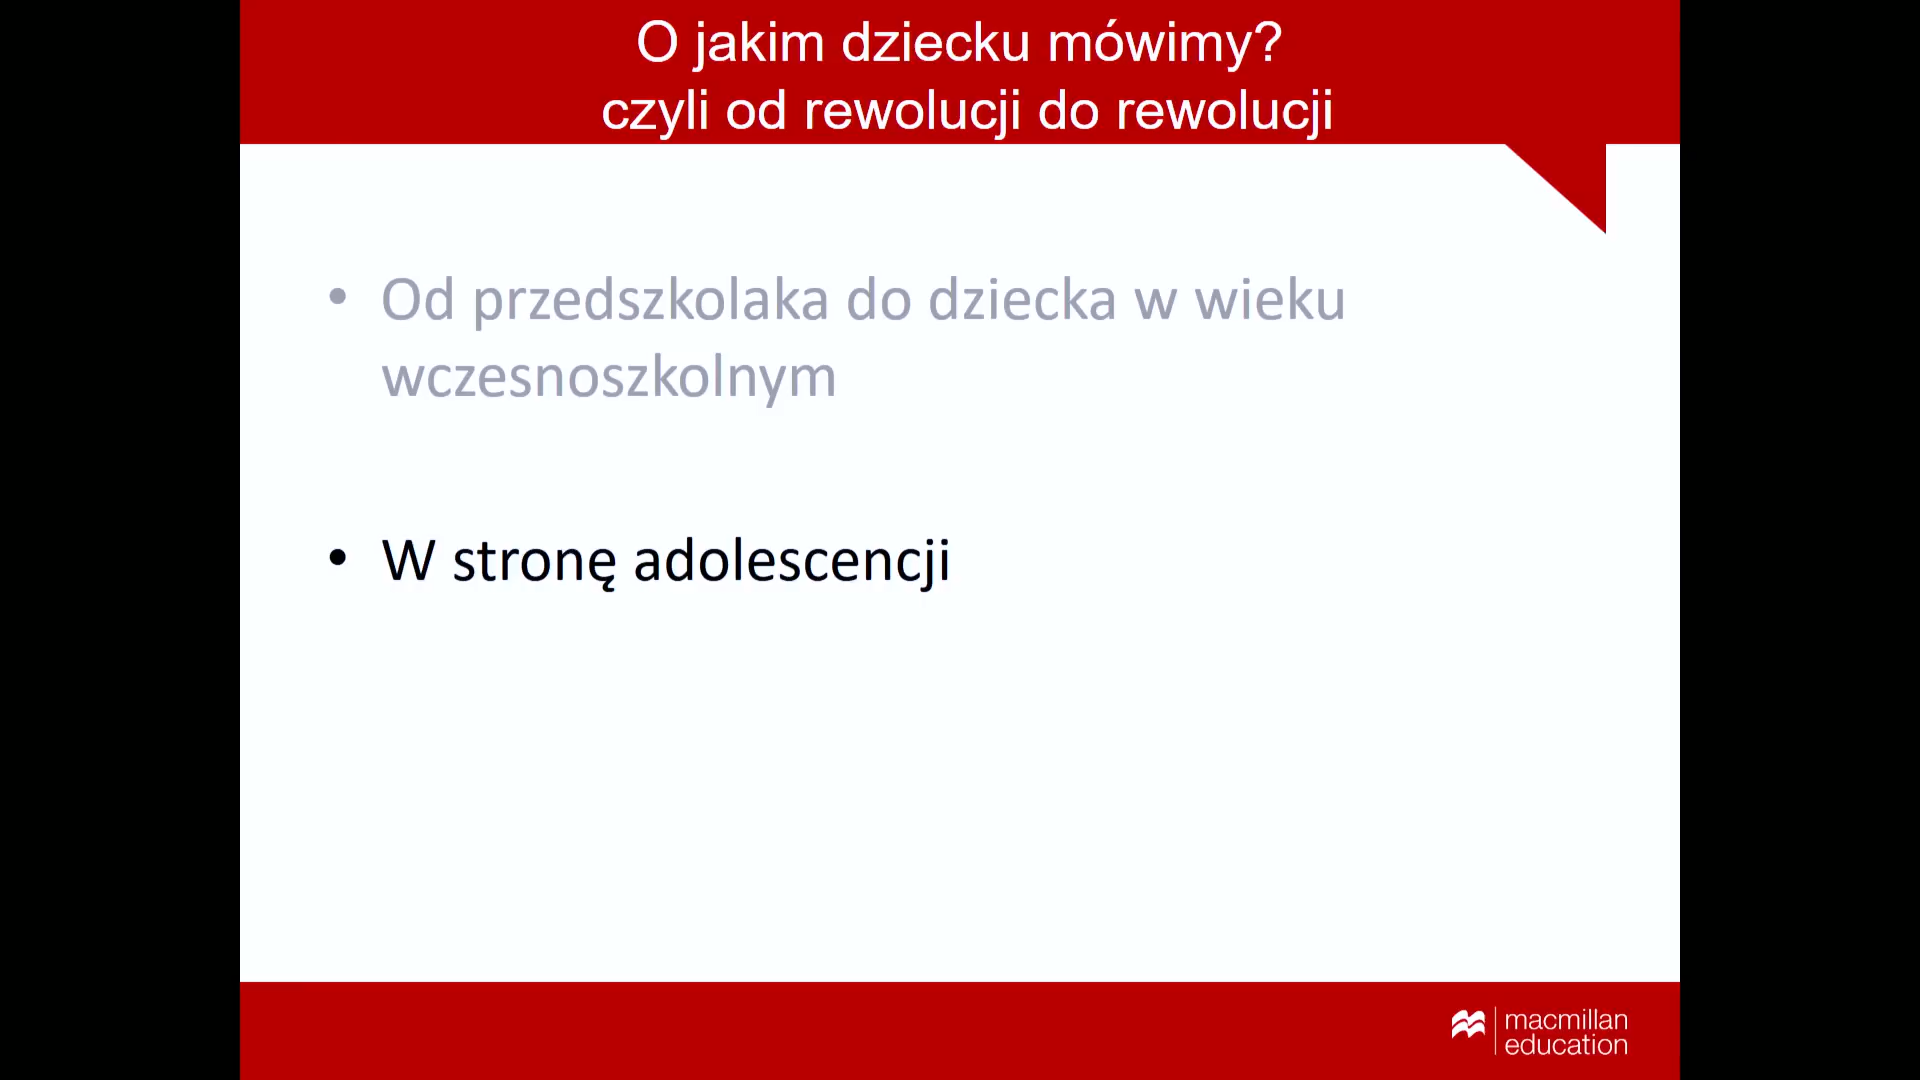 O jakim dziecku mówimy?
czyli od rewolucji do rewolucji
• Od przedszkolaka do dziecka w wieku
wczesnoszkolnym
• W stronę adolescencji
macmillan
education